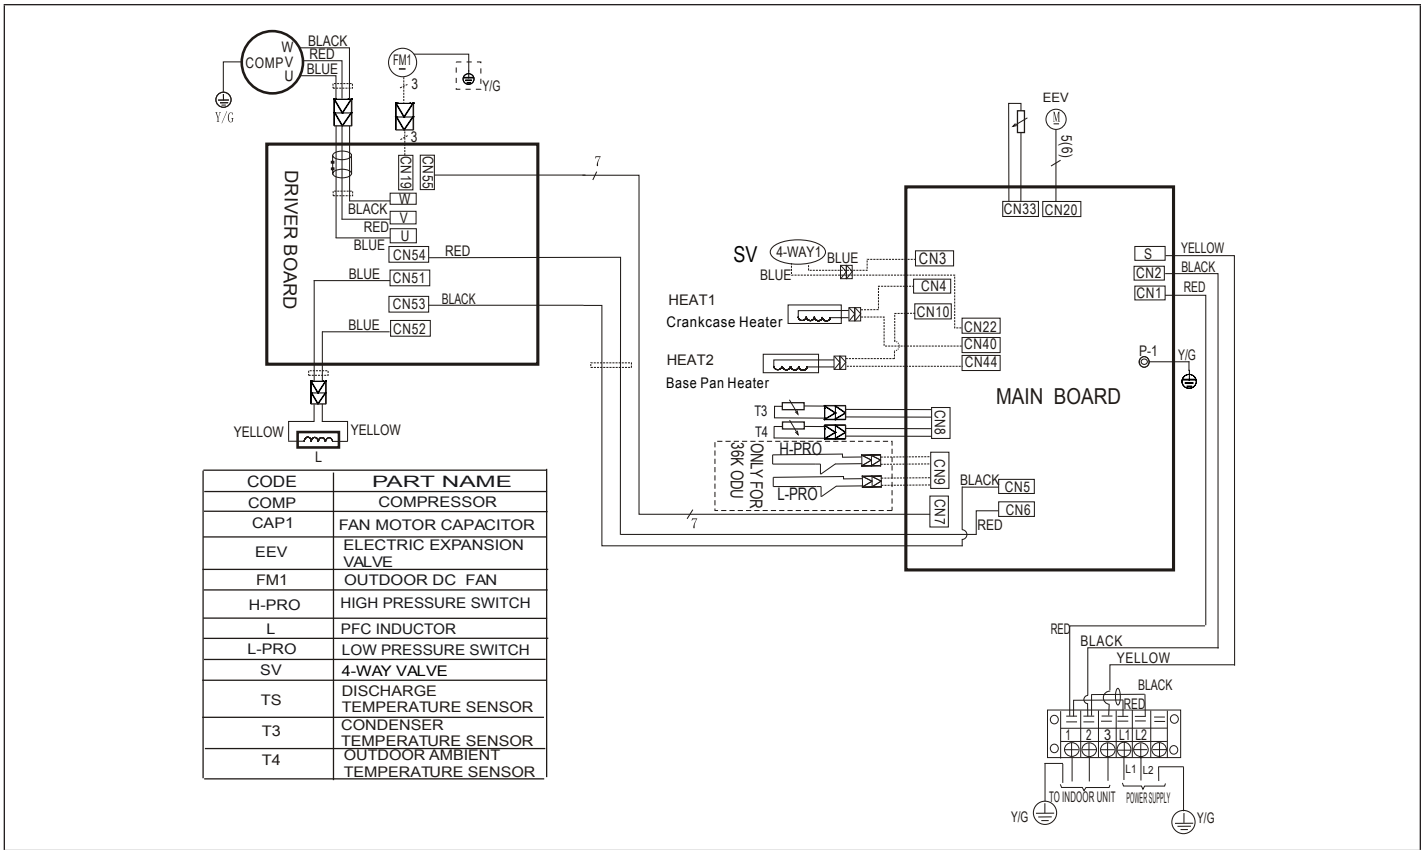 W
BLACK
COMP
V
RED
U
BLUE
Y/G
FM1
3
Y/G
3
DRIVER BOARD
CN19
CN55
7
W
BLACK
V
RED
U
BLUE
CN54
RED
BLUE
CN51
CN53
BLACK
BLUE
CN52
YELLOW
YELLOW
L
EEV
M
5(6)
CN33
CN20
SV
4-WAY1
BLUE
BLUE
CN3
CN4
HEAT1
Crankcase Heater
CN10
CN22
CN40
CN44
HEAT2
Base Pan Heater
S
YELLOW
CN2
BLACK
CN1
RED
P-1
Y/G
MAIN BOARD
T3
T4
CN8
ONLY FOR
36K ODU
H-PRO
L-PRO
CN9
CN7
BLACK
CN5
CN6
RED
7
CODE PART NAME
COMP COMPRESSOR
CAP1 FAN MOTOR CAPACITOR
EEV ELECTRIC EXPANSION
VALVE
FM1 OUTDOOR DC FAN
H-PRO HIGH PRESSURE SWITCH
L PFC INDUCTOR
L-PRO LOW PRESSURE SWITCH
SV 4-WAY VALVE
TS DISCHARGE
TEMPERATURE SENSOR
T3 CONDENSER
TEMPERATURE SENSOR
T4 OUTDOOR AMBIENT
TEMPERATURE SENSOR
RED
BLACK
YELLOW
BLACK
RED
1 2 3 L1 L2
L1 L2
TO INDOOR UNIT POWER SUPPLY
Y/G
Y/G